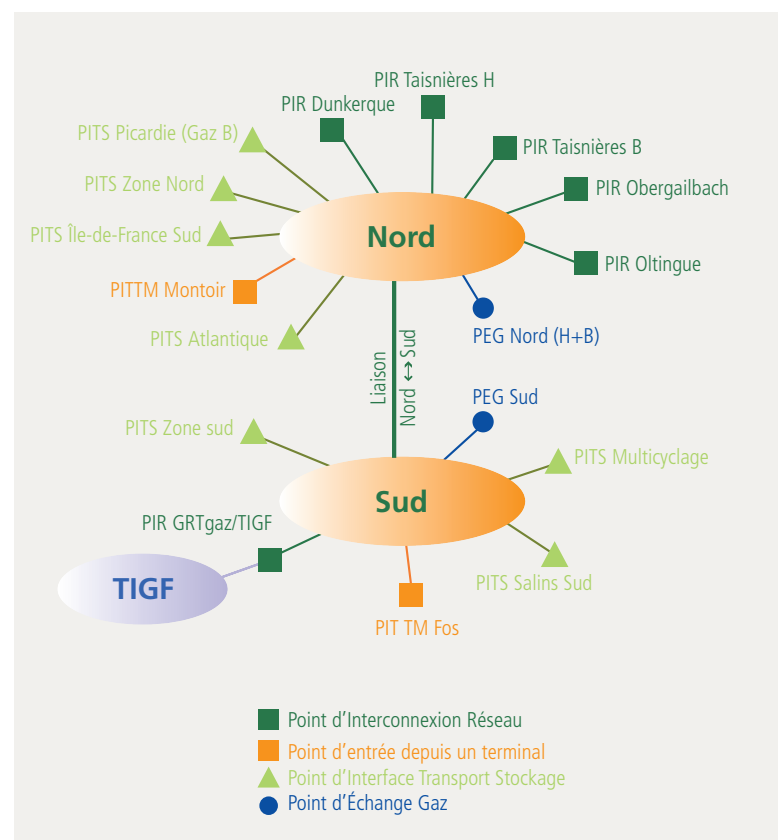 PIR Taisnières H
PIR Dunkerque
PITS Picardie (Gaz B)
PIR Taisnières B
PITS Zone Nord
PIR Obergailbach
PITS Île-de-France Sud
Nord
PIR Oltingue
PITTM Montoir
PITS Atlantique
PEG Nord (H+B)
Liaison
Nord ↔ Sud
PEG Sud
PITS Zone sud
PITS Multicyclage
Sud
PIR GRTgaz/TIGF
TIGF
PITS Salins Sud
PIT TM Fos
Point d'Interconnexion Réseau
Point d'entrée depuis un terminal
Point d'Interface Transport Stockage
Point d'Échange Gaz